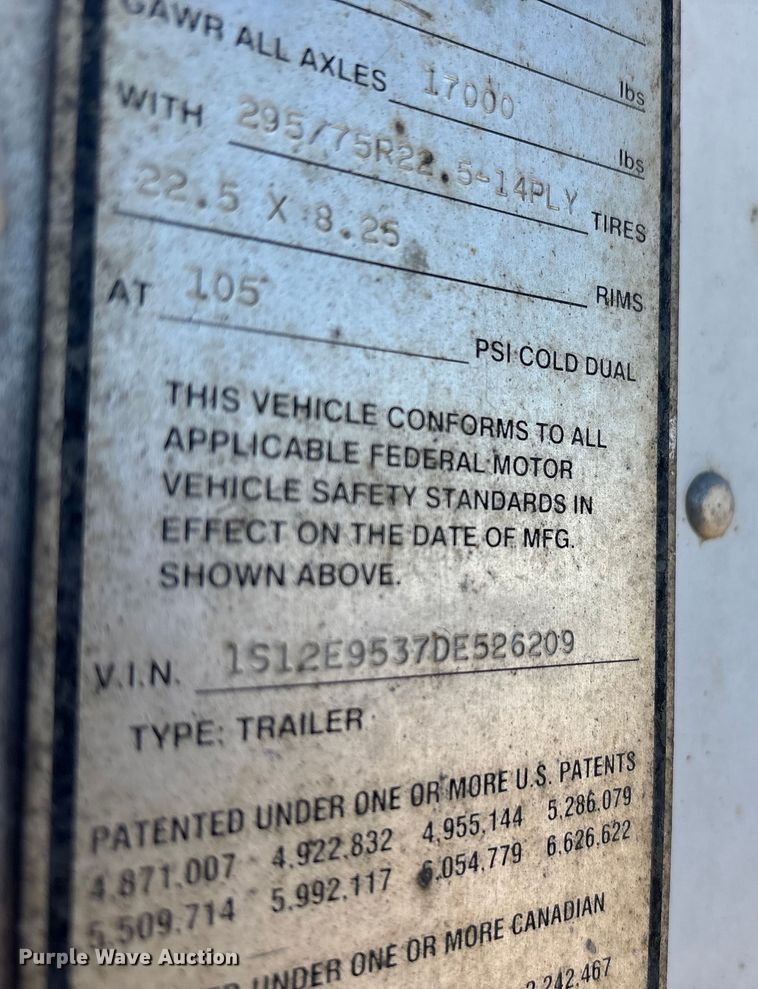 lbs
GAWR ALL AXLES 17000 lbs
WITH 295/75R22.5-14PLY TIRES
22.5 X 8.25 RIMS
AT 105 PSI COLD DUAL
THIS VEHICLE CONFORMS TO ALL
APPLICABLE FEDERAL MOTOR
VEHICLE SAFETY STANDARDS IN
EFFECT ON THE DATE OF MFG.
SHOWN ABOVE.
V.I.N. 1S12E9537DE526209
TYPE: TRAILER
PATENTED UNDER ONE OR MORE U.S. PATENTS
4,871,007 4,922,832 4,955,144 5,286,079
5,509,714 5,992,117 6,054,779 6,626,622
UNDER ONE OR MORE CANADIAN
242,467
Purple Wave Auction